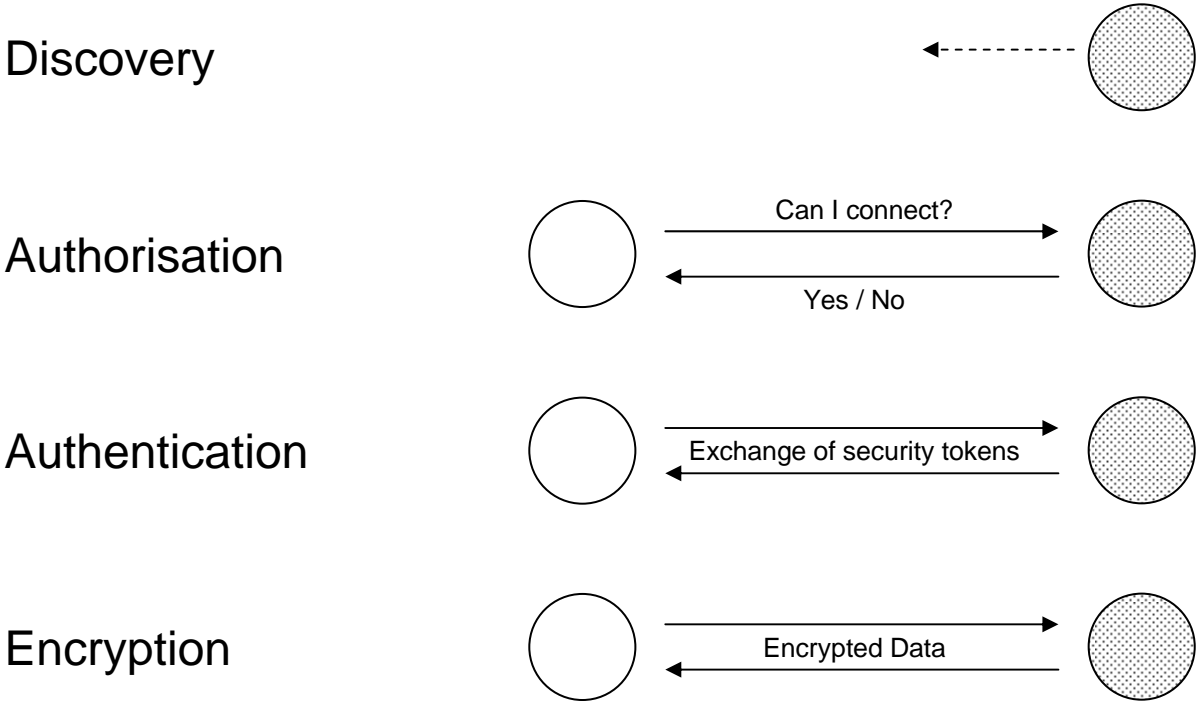 Discovery
Authorisation
Can I connect?
Yes / No
Authentication
Exchange of security tokens
Encryption
Encrypted Data